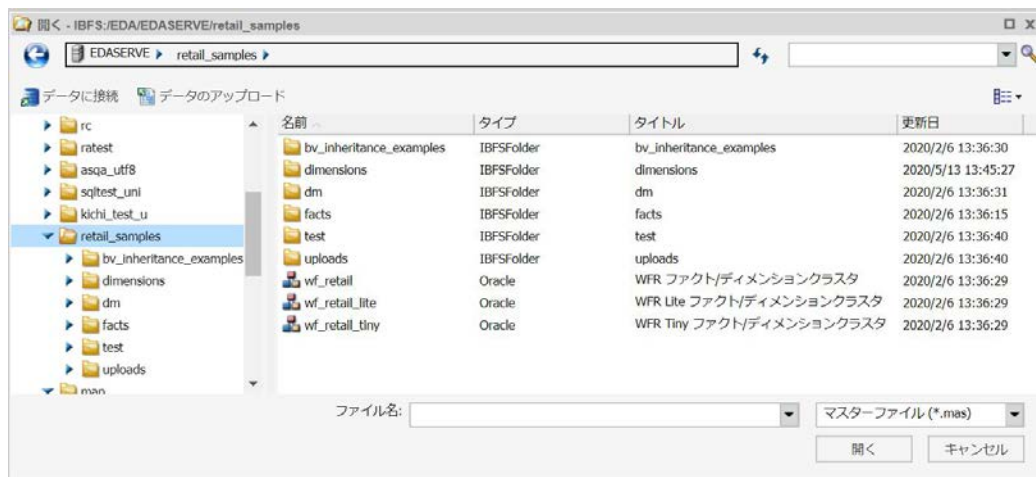 開く - IBFS:/EDA/EDASERVE/retail_samples
EDASERVE retail_samples
データに接続 データのアップロード
rc
ratest
asqa_utf8
sqltest_uni
kichi_test_u
retail_samples
bv_inheritance_examples
dimensions
dm
facts
test
uploads
man
名前 タイプ タイトル 更新日
bv_inheritance_examples IBFSFolder bv_inheritance_examples 2020/2/6 13:36:30
dimensions IBFSFolder dimensions 2020/5/13 13:45:27
dm IBFSFolder dm 2020/2/6 13:36:31
facts IBFSFolder facts 2020/2/6 13:36:15
test IBFSFolder test 2020/2/6 13:36:40
uploads IBFSFolder uploads 2020/2/6 13:36:40
wf_retail Oracle WFR ファクト/ディメンションクラスタ 2020/2/6 13:36:29
wf_retail_lite Oracle WFR Lite ファクト/ディメンションクラスタ 2020/2/6 13:36:29
wf_retail_tiny Oracle WFR Tiny ファクト/ディメンションクラスタ 2020/2/6 13:36:29
ファイル名: マスターファイル (*.mas)
開く キャンセル